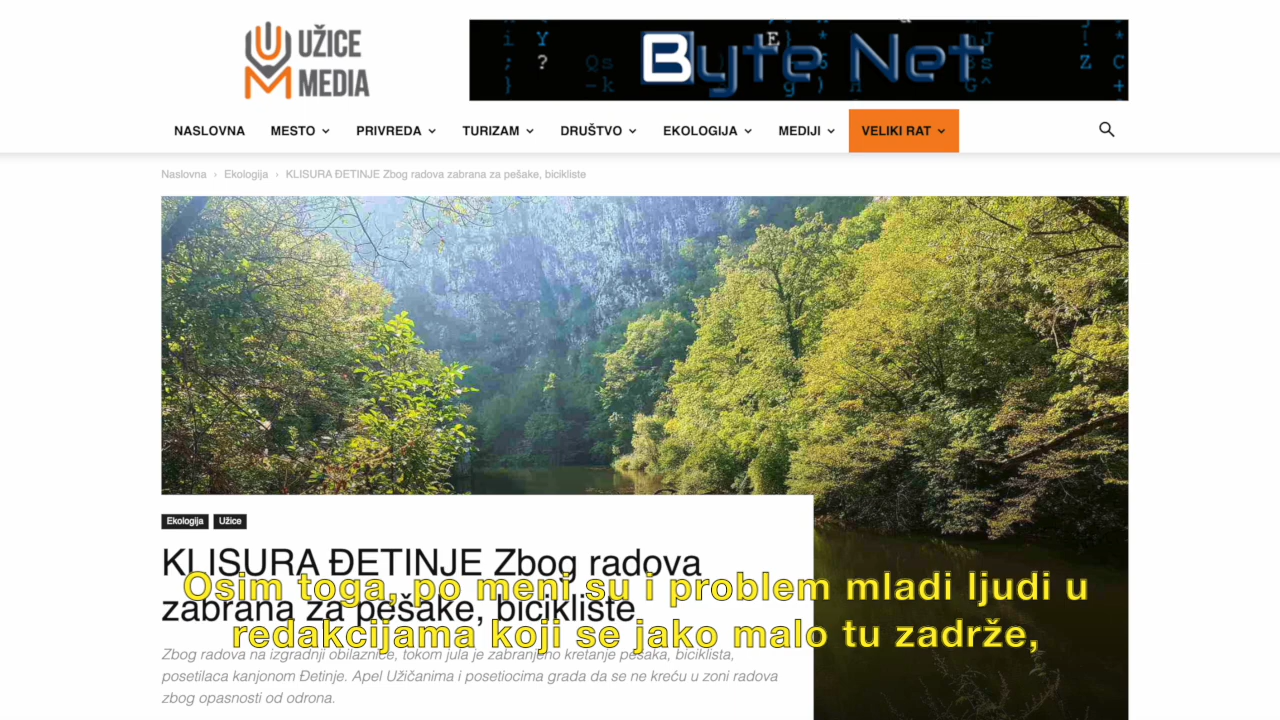 UŽICE
MEDIA
Byte Net
NASLOVNA MESTO PRIVREDA TURIZAM DRUŠTVO EKOLOGIJA MEDIJI VELIKI RAT
Naslovna › Ekologija › KLISURA ĐETINJE Zbog radova zabrana za pešake, bicikliste
Ekologija Užice
KLISURA ĐETINJE Zbog radova
zabrana za pešake, bicikliste
Osim toga, po meni su i problem mladi ljudi u
redakcijama koji se jako malo tu zadrže,
Zbog radova na izgradnji obilaznice, tokom jula je zabranjeno kretanje pešaka, biciklista,
posetilaca kanjonom Đetinje. Apel Užičanima i posetiocima grada da se ne kreću u zoni radova
zbog opasnosti od odrona.